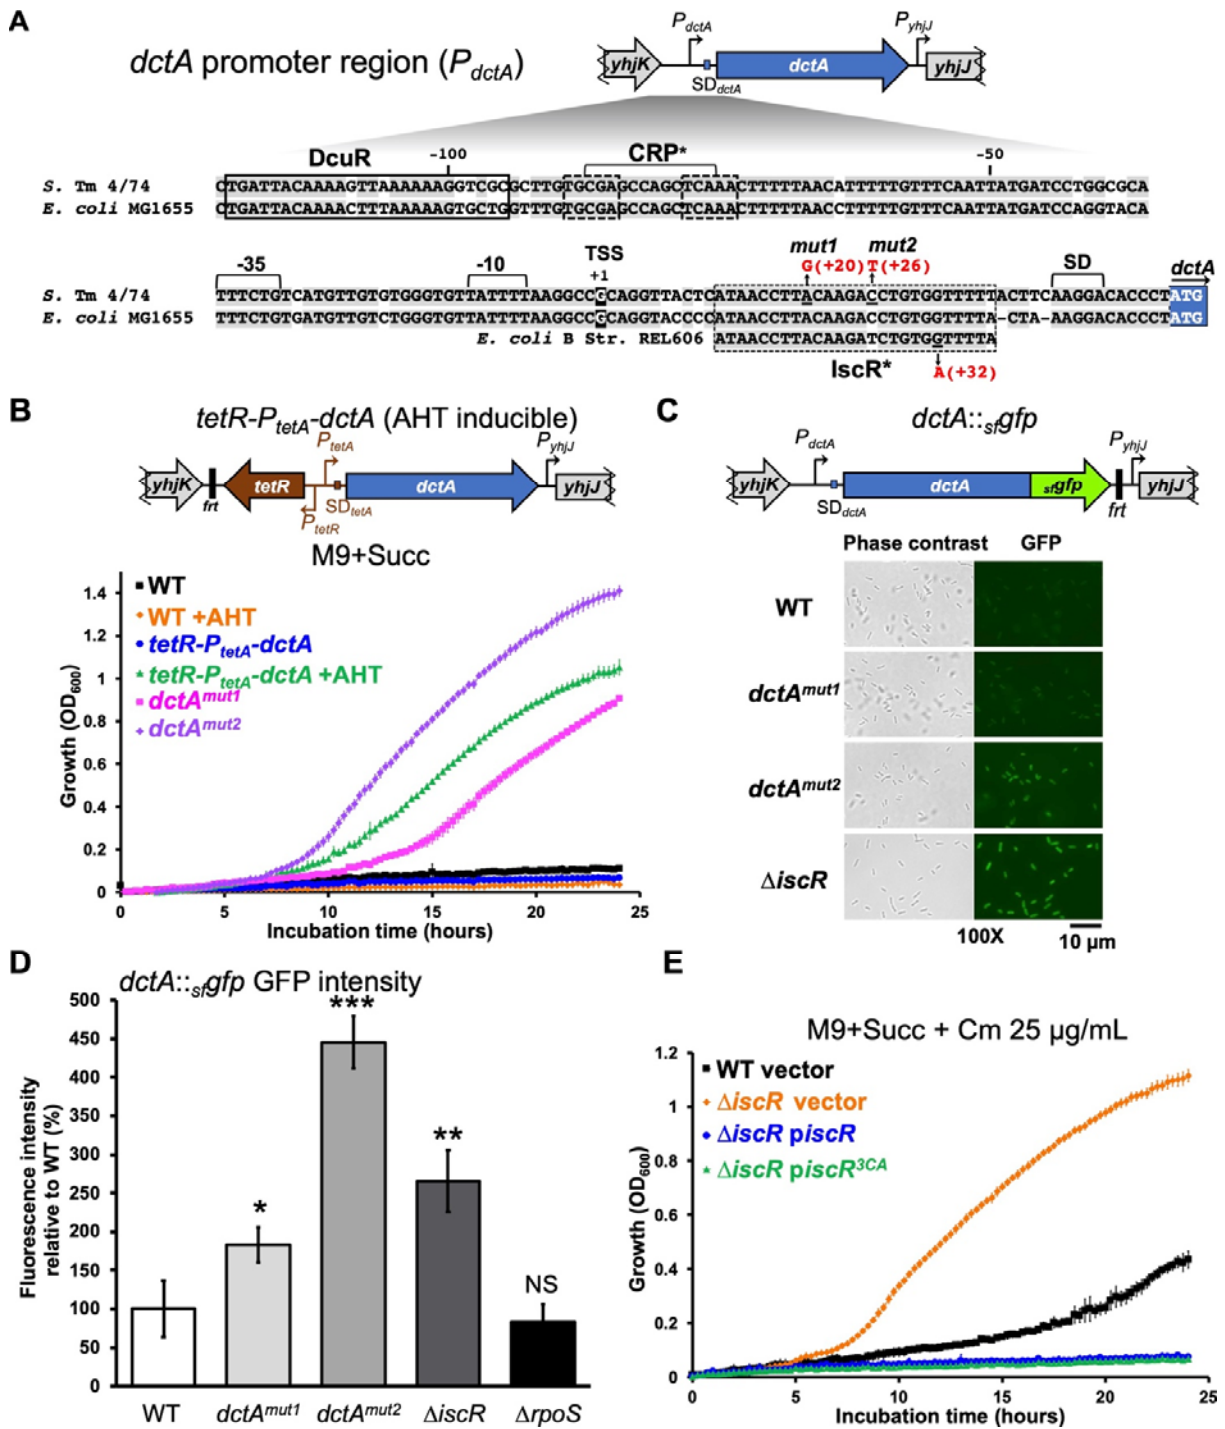 A
dctA promoter region (PdctA)
PdctA
PyhjJ
yhjK
dctA
yhjJ
SDdctA
DcuR
-100
CRP*
-50
S. Tm 4/74 CTGATTACAAAAGTTAAAAAAGGTCGCGCTTGTGCGAGCCAGCTCAAACTTTTTAACATTTTTGTTTCAATTATGATCCTGGCGCA
E. coli MG1655 CTGATTACAAAACTTTAAAAAGTGCTGGTTTGTGCGAGCCAGCTCAAACTTTTTAACCTTTTTGTTTCAATTATGATCCAGGTACA
-35
-10
TSS
+1
mut1
mut2
G(+20)
T(+26)
SD
dctA
S. Tm 4/74 TTTCTGTCATGTTGTGTGGGTGTTATTTTAAGGCCGCAGGTTACTCATAACCTTACAAGACCTGTGGTTTTTACTTCAAGGACACCCTATG
E. coli MG1655 TTTCTGTGATGTTGTGTGGGTGTTATTTTAAGGCCGCAGGTACCCCATAACCTTACAAGACCTGTGGTTTTA-CTA-AAGGACACCCTATG
E. coli B Str. REL606 ATAACCTTACAAGATCTGTGGTTTTA
IscR*
A(+32)
B
tetR-PtetA-dctA (AHT inducible)
PtetA
PyhjJ
yhjK
tetR
dctA
yhjJ
frt
PtetR
SDtetA
M9+Succ
WT
WT +AHT
tetR-PtetA-dctA
tetR-PtetA-dctA +AHT
dctAmut1
dctAmut2
Growth (OD600)
1.4
1.2
1
0.8
0.6
0.4
0.2
0
0 5 10 15 20 25
Incubation time (hours)
C
dctA::sfgfp
PdctA
PyhjJ
yhjK
dctA
sfgfp
yhjJ
SDdctA
frt
Phase contrast GFP
WT
dctAmut1
dctAmut2
ΔiscR
100X
10 µm
D
dctA::sfgfp GFP intensity
Fluorescence intensity
relative to WT (%)
500
450
400
350
300
250
200
150
100
50
0
*
***
**
NS
WT dctAmut1 dctAmut2 ΔiscR ΔrpoS
E
M9+Succ + Cm 25 µg/mL
WT vector
ΔiscR vector
ΔiscR piscR
ΔiscR piscR3CA
Growth (OD600)
1.2
1
0.8
0.6
0.4
0.2
0
0 5 10 15 20 25
Incubation time (hours)